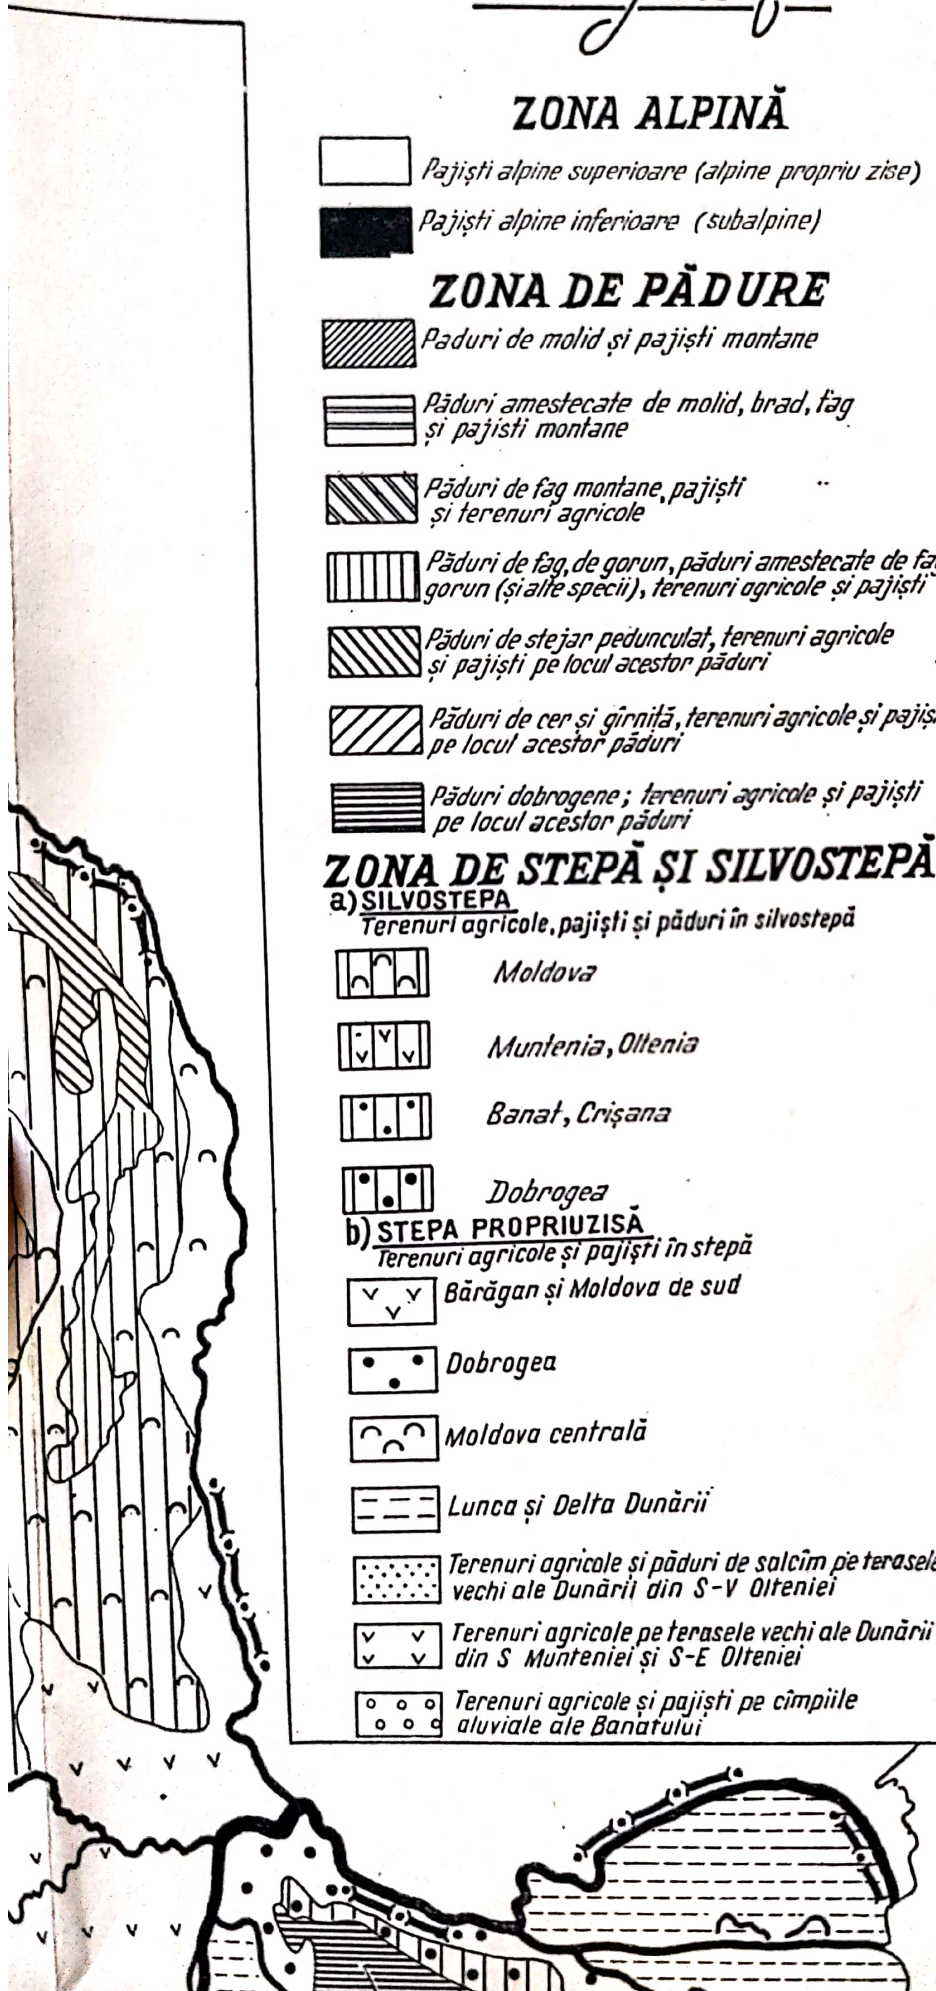 ZONA ALPINĂ
Pajiști alpine superioare (alpine propriu zise)
Pajiști alpine inferioare (subalpine)
ZONA DE PĂDURE
Paduri de molid și pajiști montane
Păduri amestecate de molid, brad, fag
și pajisti montane
Păduri de fag montane, pajiști
și terenuri agricole
Păduri de fag, de gorun, păduri amestecate de
gorun (și alte specii), terenuri agricole și pajiști
Păduri de stejar pedunculat, terenuri agricole
și pajiști pe locul acestor păduri
Păduri de cer și gîrniță, terenuri agricole și
pe locul acestor păduri
Păduri dobrogene; terenuri agricole și pajiști
pe locul acestor păduri
ZONA DE STEPĂ ȘI SILVOSTEPĂ
a) SILVOSTEPA
Terenuri agricole, pajiști și păduri în silvostepă
Moldova
Muntenia, Oltenia
Banat, Crișana
Dobrogea
b) STEPA PROPRIUZISĂ
Terenuri agricole și pajiști în stepă
Bărăgan și Moldova de sud
Dobrogea
Moldova centrală
Lunca și Delta Dunării
Terenuri agricole și păduri de salcîm pe terasele
vechi ale Dunării din S-V Olteniei
Terenuri agricole pe terasele vechi ale Dunării
din S Munteniei și S-E Olteniei
Terenuri agricole și pajiști pe cîmpiile
aluviale ale Banatului